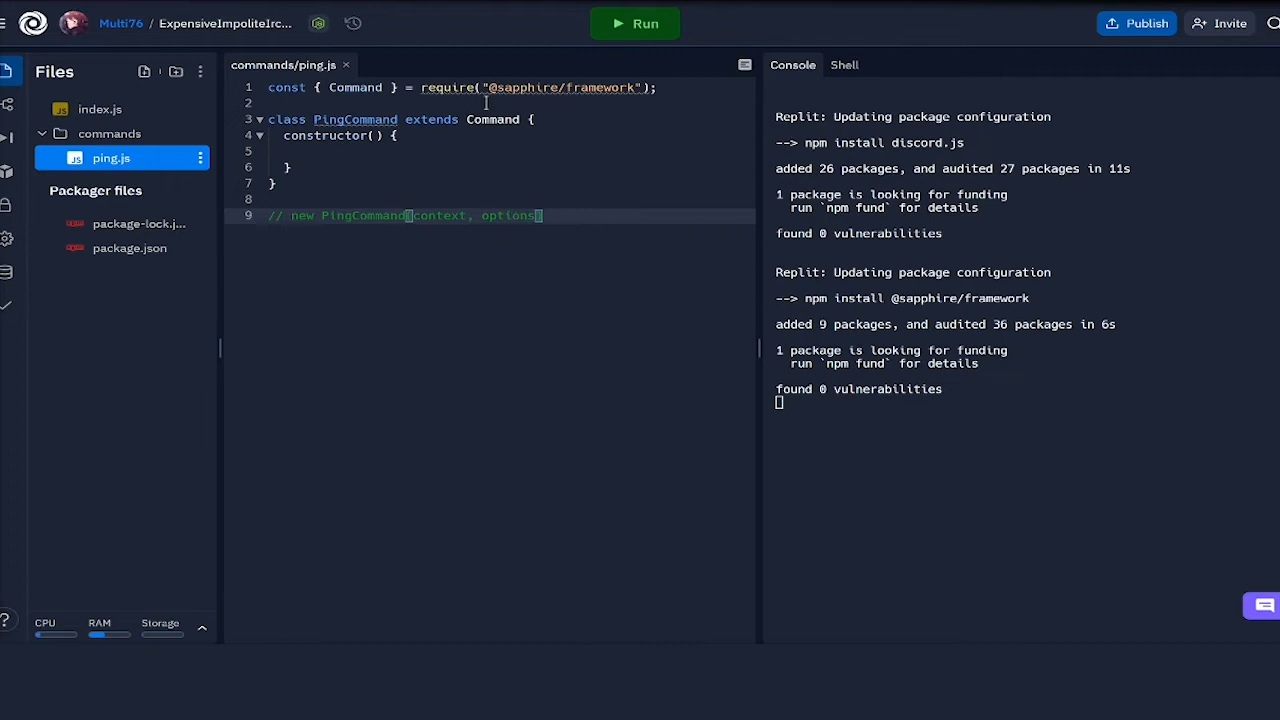 Multi76 / ExpensiveImpoliteIrc...
Run
Publish
Invite
Files
index.js
commands
ping.js
Packager files
package-lock.j...
package.json
CPU
RAM
Storage
commands/ping.js
1 const { Command } = require("@sapphire/framework");
2
3 class PingCommand extends Command {
4 constructor() {
5
6 }
7 }
8
9 // new PingCommand(context, options)
Console
Shell
Replit: Updating package configuration
--> npm install discord.js
added 26 packages, and audited 27 packages in 11s
1 package is looking for funding
run `npm fund` for details
found 0 vulnerabilities
Replit: Updating package configuration
--> npm install @sapphire/framework
added 9 packages, and audited 36 packages in 6s
1 package is looking for funding
run `npm fund` for details
found 0 vulnerabilities